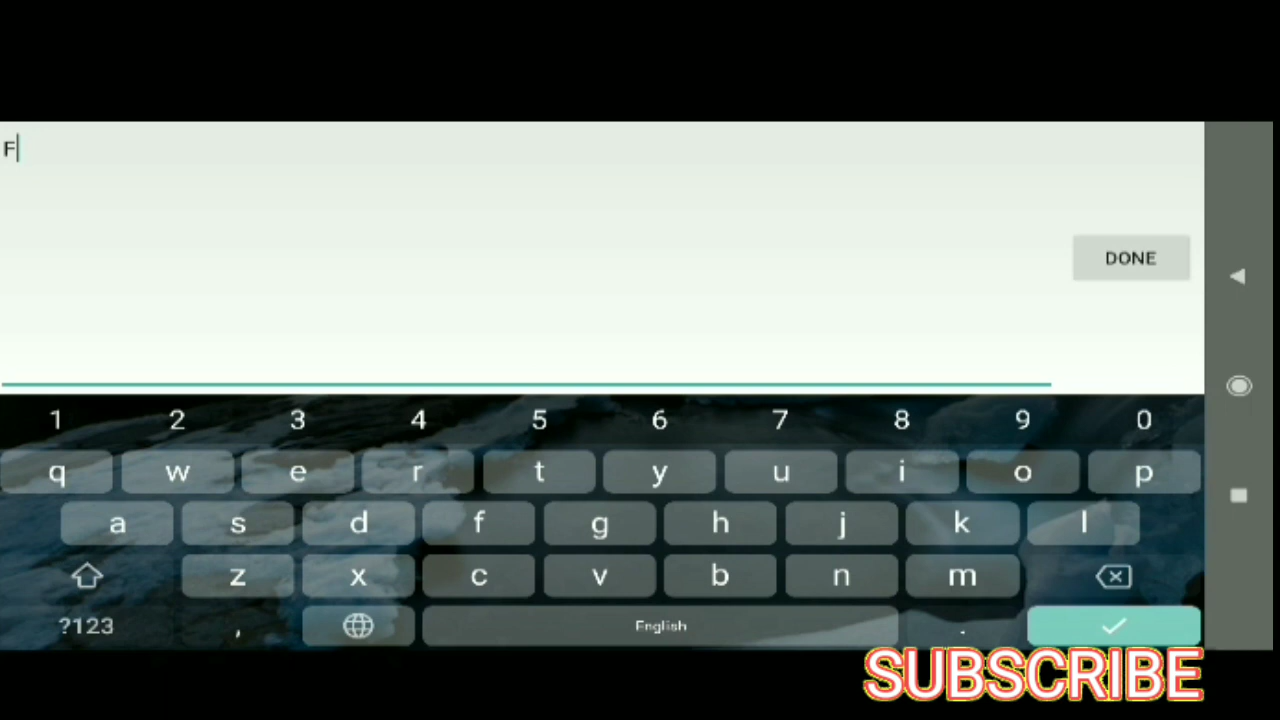 F
DONE
1 2 3 4 5 6 7 8 9 0
q w e r t y u i o p
a s d f g h j k l
z x c v b n m
?123 , English .
SUBSCRIBE